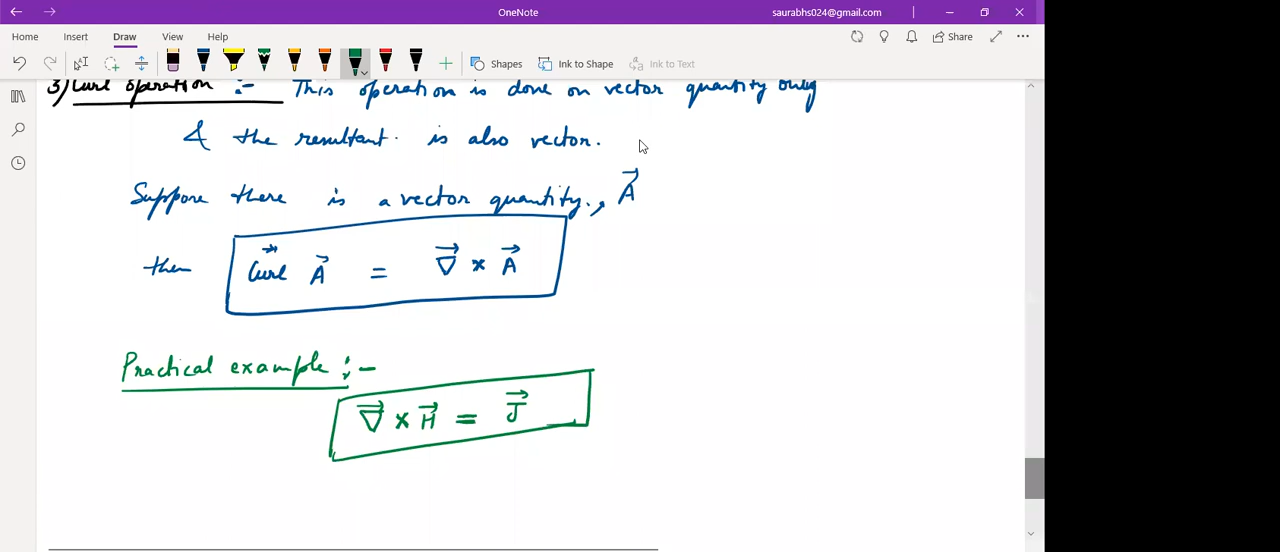 OneNote
saurabhs024@gmail.com
Home Insert Draw View Help
Share
Shapes Ink to Shape Ink to Text
3) Curl operation :- This operation is done on vector quantity only
& the resultant. is also vector.
Suppose there is a vector quantity., A⃗
then Curl A⃗ = ∇⃗ × A⃗
Practical example :-
∇⃗ × H⃗ = J⃗